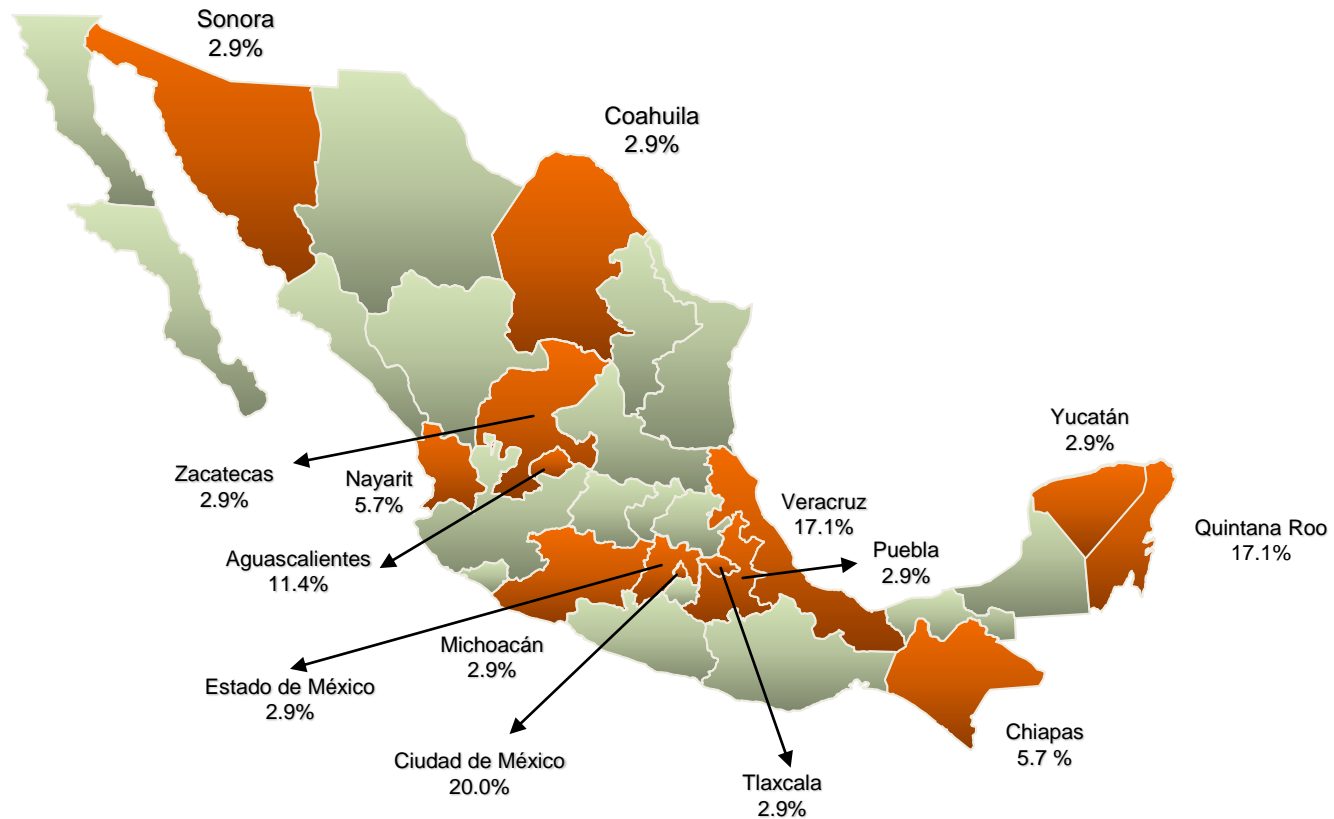 Sonora
2.9%
Coahuila
2.9%
Yucatán
2.9%
Zacatecas
2.9%
Nayarit
5.7%
Veracruz
17.1%
Quintana Roo
17.1%
Aguascalientes
11.4%
Puebla
2.9%
Michoacán
2.9%
Estado de México
2.9%
Ciudad de México
20.0%
Tlaxcala
2.9%
Chiapas
5.7 %